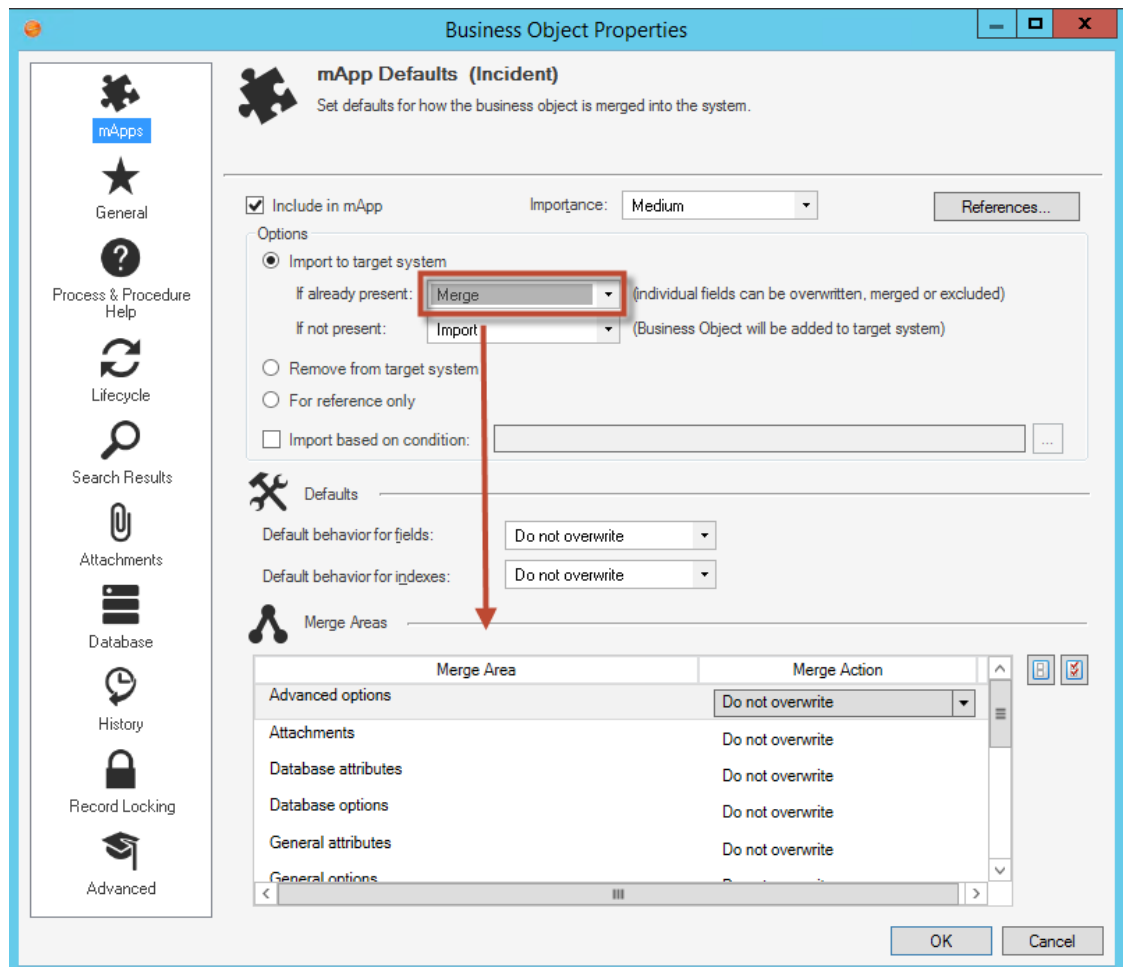 Business Object Properties
mApps
General
Process & Procedure
Help
Lifecycle
Search Results
Attachments
Database
History
Record Locking
Advanced
mApp Defaults (Incident)
Set defaults for how the business object is merged into the system.
Include in mApp
Importance: Medium
References...
Options
Import to target system
If already present: Merge (individual fields can be overwritten, merged or excluded)
If not present: Import (Business Object will be added to target system)
Remove from target system
For reference only
Import based on condition: ...
Defaults
Default behavior for fields: Do not overwrite
Default behavior for indexes: Do not overwrite
Merge Areas
Merge Area Merge Action
Advanced options Do not overwrite
Attachments Do not overwrite
Database attributes Do not overwrite
Database options Do not overwrite
General attributes Do not overwrite
General options
OK Cancel